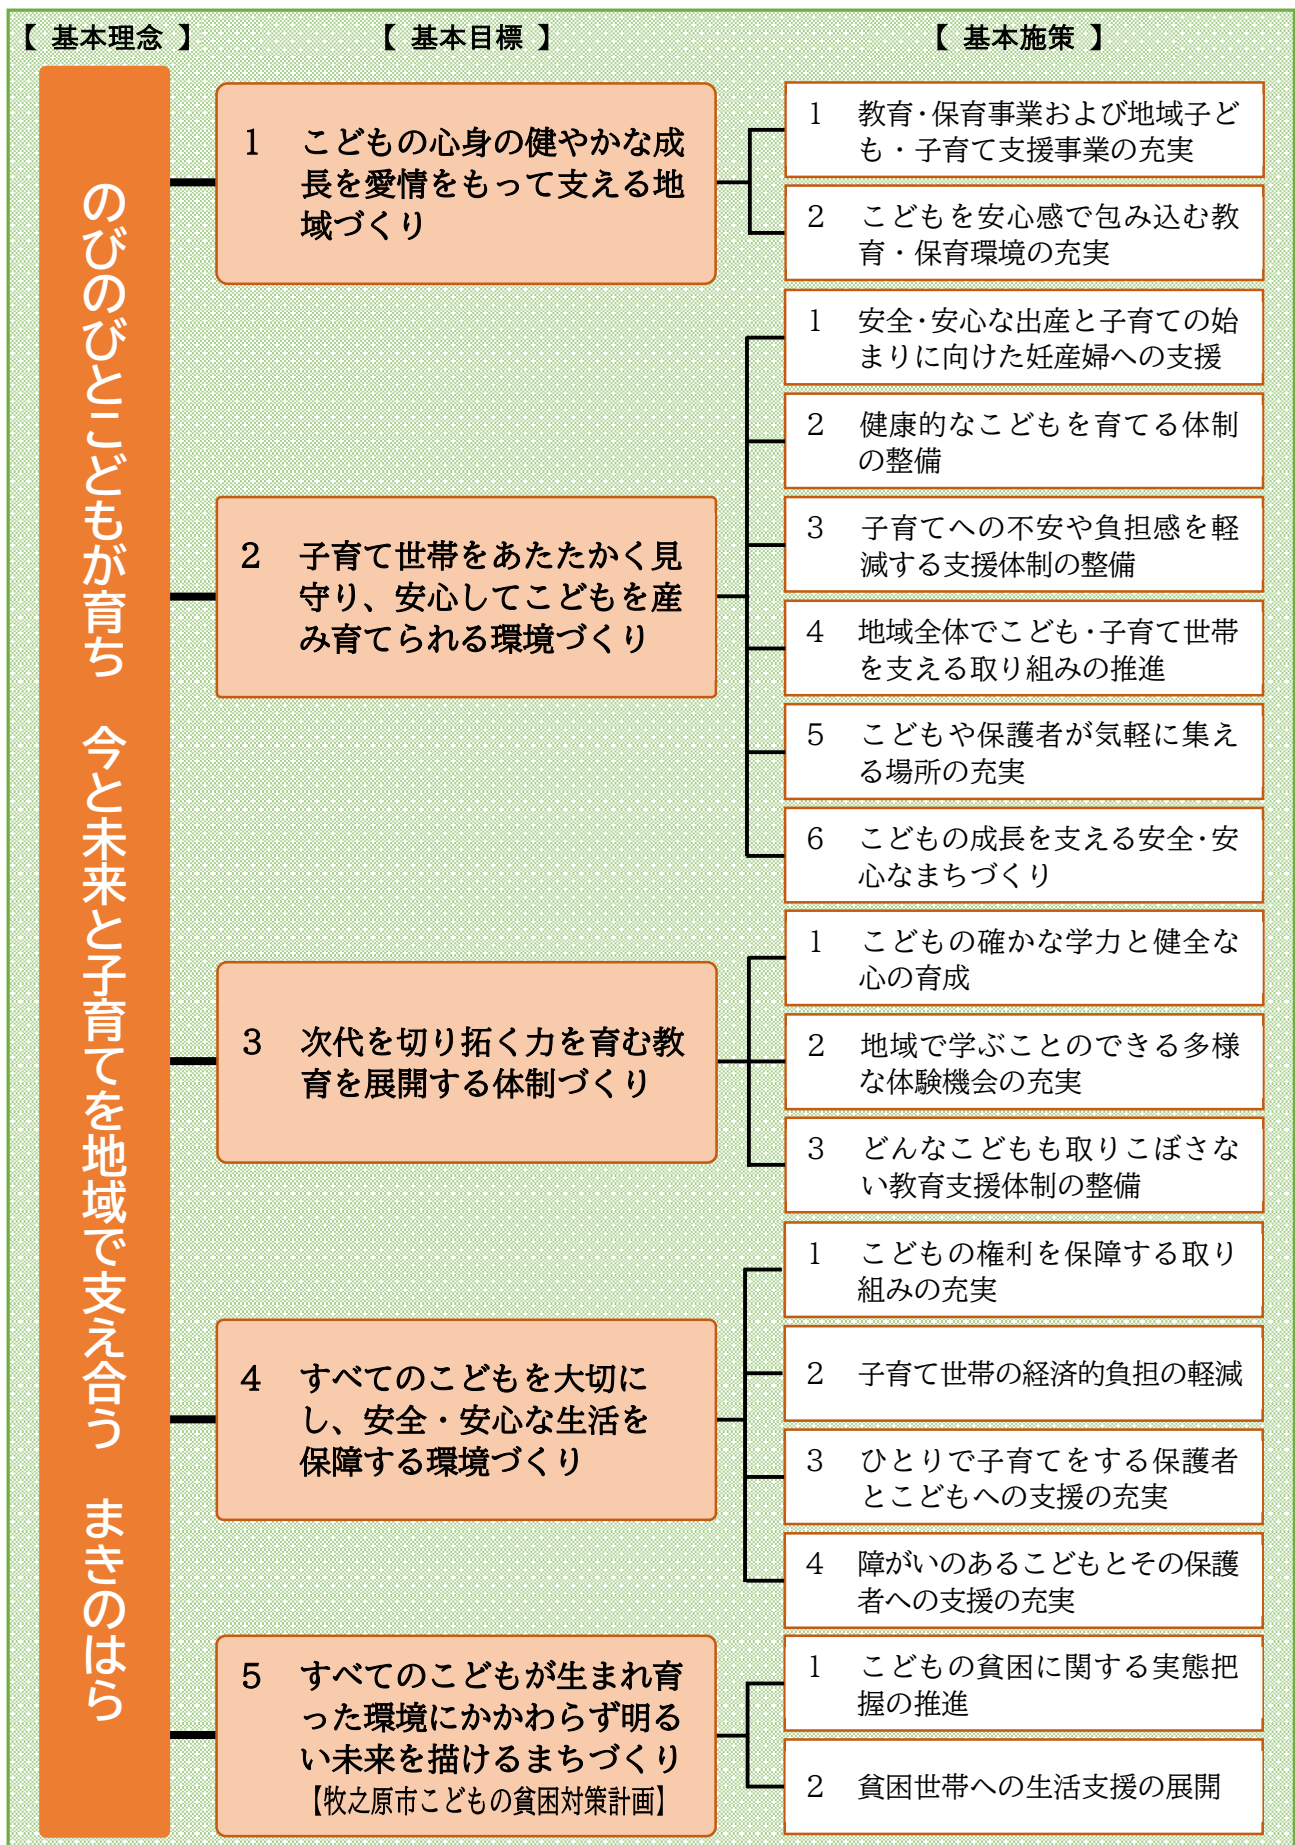 【 基本理念 】
【 基本目標 】
【 基本施策 】
のびのびとこどもが育ち　今と未来と子育てを地域で支え合う　まきのはら
1　こどもの心身の健やかな成
長を愛情をもって支える地
域づくり
1　教育・保育事業および地域子ど
も・子育て支援事業の充実
2　こどもを安心感で包み込む教
育・保育環境の充実
2　子育て世帯をあたたかく見
守り、安心してこどもを産
み育てられる環境づくり
1　安全・安心な出産と子育ての始
まりに向けた妊産婦への支援
2　健康的なこどもを育てる体制
の整備
3　子育てへの不安や負担感を軽
減する支援体制の整備
4　地域全体でこども・子育て世帯
を支える取り組みの推進
5　こどもや保護者が気軽に集え
る場所の充実
6　こどもの成長を支える安全・安
心なまちづくり
3　次代を切り拓く力を育む教
育を展開する体制づくり
1　こどもの確かな学力と健全な
心の育成
2　地域で学ぶことのできる多様
な体験機会の充実
3　どんなこどもも取りこぼさな
い教育支援体制の整備
4　すべてのこどもを大切に
し、安全・安心な生活を
保障する環境づくり
1　こどもの権利を保障する取り
組みの充実
2　子育て世帯の経済的負担の軽減
3　ひとりで子育てをする保護者
とこどもへの支援の充実
4　障がいのあるこどもとその保護
者への支援の充実
5　すべてのこどもが生まれ育
った環境にかかわらず明る
い未来を描けるまちづくり
【牧之原市こどもの貧困対策計画】
1　こどもの貧困に関する実態把
握の推進
2　貧困世帯への生活支援の展開